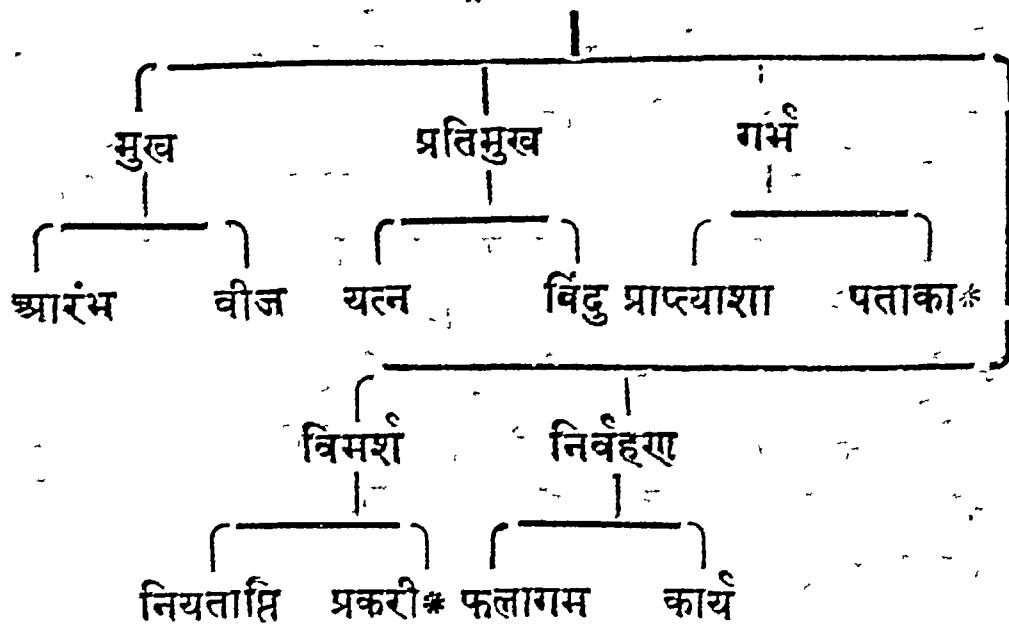 मुख प्रतिमुख गर्भ
आरंभ वीज यत्न बिंदु प्राप्त्याशा पताका*
विमर्श निर्वहण
नियताप्ति प्रकरी* फलागम कार्य